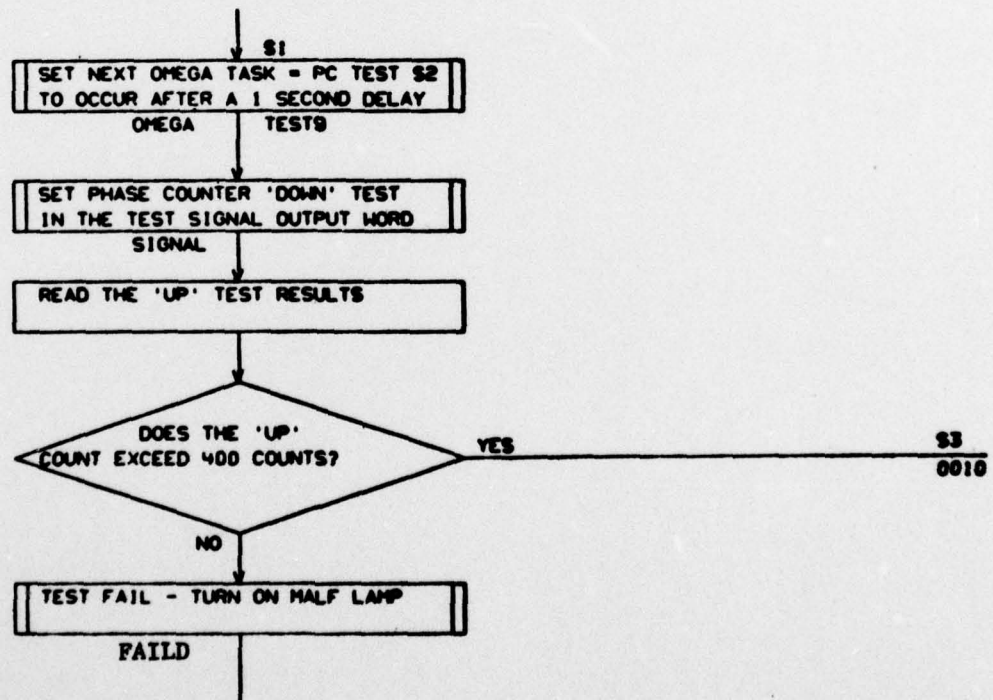 S1
SET NEXT OMEGA TASK = PC TEST S2
TO OCCUR AFTER A 1 SECOND DELAY
OMEGA TEST9
SET PHASE COUNTER 'DOWN' TEST
IN THE TEST SIGNAL OUTPUT WORD
SIGNAL
READ THE 'UP' TEST RESULTS
DOES THE 'UP'
COUNT EXCEED 400 COUNTS?
YES
S3
0010
NO
TEST FAIL - TURN ON MALF LAMP
FAILD